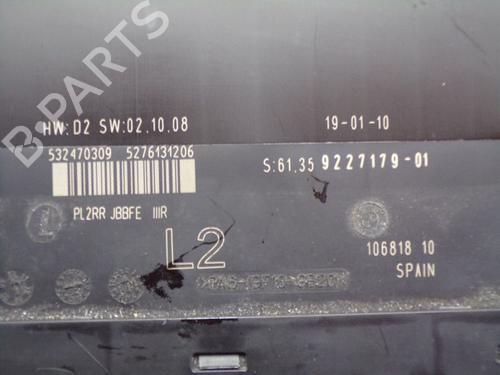 B-PARTS
HW:D2 SW:02.10.08
19-01-10
532470309 5276131206
S:61.35 9227179-01
PL2RR JBBFE IIIR
L2
106818 10
SPAIN